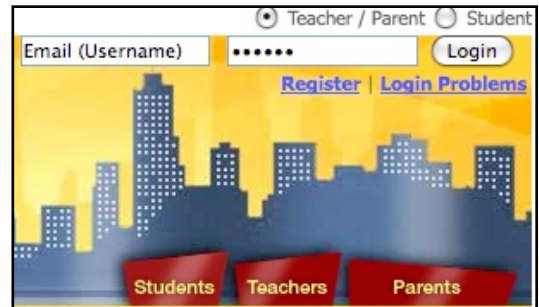 Teacher / Parent Student
Email (Username) •••••• Login
Register | Login Problems
Students Teachers Parents